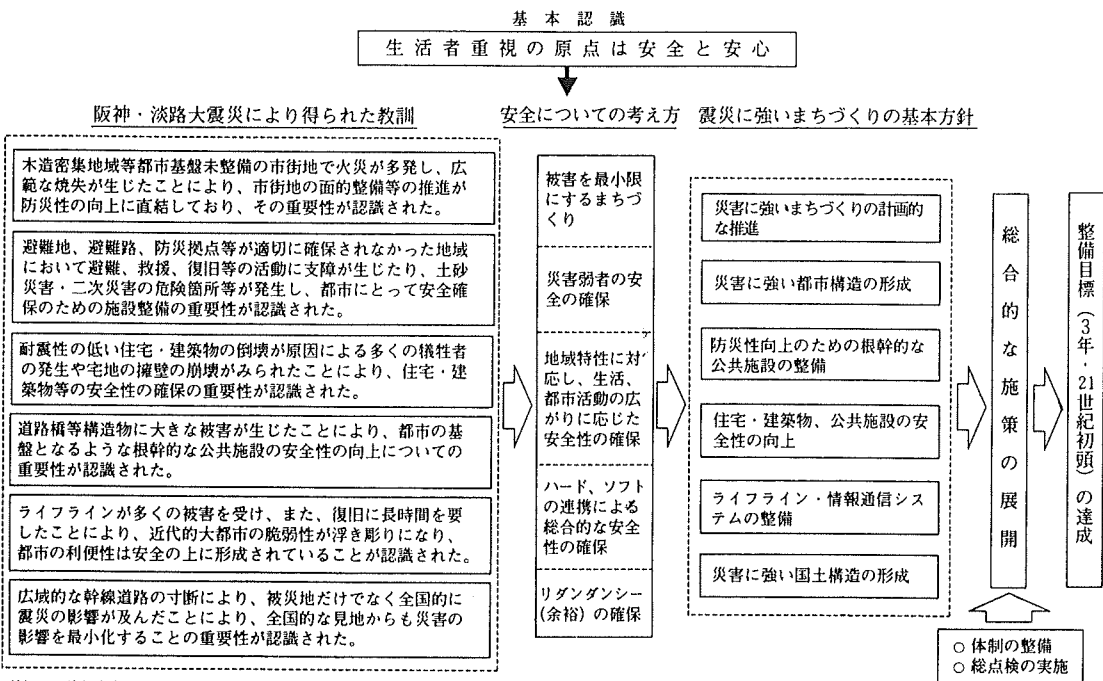 基本認識
生活者重視の原点は安全と安心
阪神・淡路大震災により得られた教訓
木造密集地域等都市基盤未整備の市街地で火災が多発し、広
範な焼失が生じたことにより、市街地の面的整備等の推進が
防災性の向上に直結しており、その重要性が認識された。
避難地、避難路、防災拠点等が適切に確保されなかった地域
において避難、救援、復旧等の活動に支障が生じたり、土砂
災害・二次災害の危険箇所等が発生し、都市にとって安全確
保のための施設整備の重要性が認識された。
耐震性の低い住宅・建築物の倒壊が原因による多くの犠牲者
の発生や宅地の擁壁の崩壊がみられたことにより、住宅・建
築物等の安全性の確保の重要性が認識された。
道路橋等構造物に大きな被害が生じたことにより、都市の基
盤となるような根幹的な公共施設の安全性の向上についての
重要性が認識された。
ライフラインが多くの被害を受け、また、復旧に長時間を要
したことにより、近代的大都市の脆弱性が浮き彫りになり、
都市の利便性は安全の上に形成されていることが認識された。
広域的な幹線道路の寸断により、被災地だけでなく全国的に
震災の影響が及んだことにより、全国的な見地からも災害の
影響を最小化することの重要性が認識された。
安全についての考え方
被害を最小限
にするまちづ
くり
災害弱者の安
全の確保
地域特性に対
応し、生活、
都市活動の広
がりに応じた
安全性の確保
ハード、ソフト
の連携による
総合的な安全
性の確保
リダンダンシー
(余裕)の確保
震災に強いまちづくりの基本方針
災害に強いまちづくりの計画的
な推進
災害に強い都市構造の形成
防災性向上のための根幹的な
公共施設の整備
住宅・建築物、公共施設の安
全性の向上
ライフライン・情報通信シス
テムの整備
災害に強い国土構造の形成
総合的な施策の展開
整備目標(3年・21世紀初頭)の達成
○ 体制の整備
○ 総点検の実施